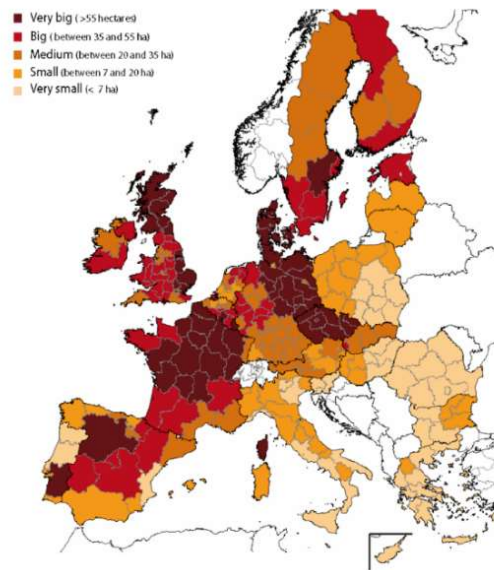 Very big ( >55 hectares)
Big (between 35 and 55 ha)
Medium (between 20 and 35 ha)
Small (between 7 and 20 ha)
Very small (< 7 ha)